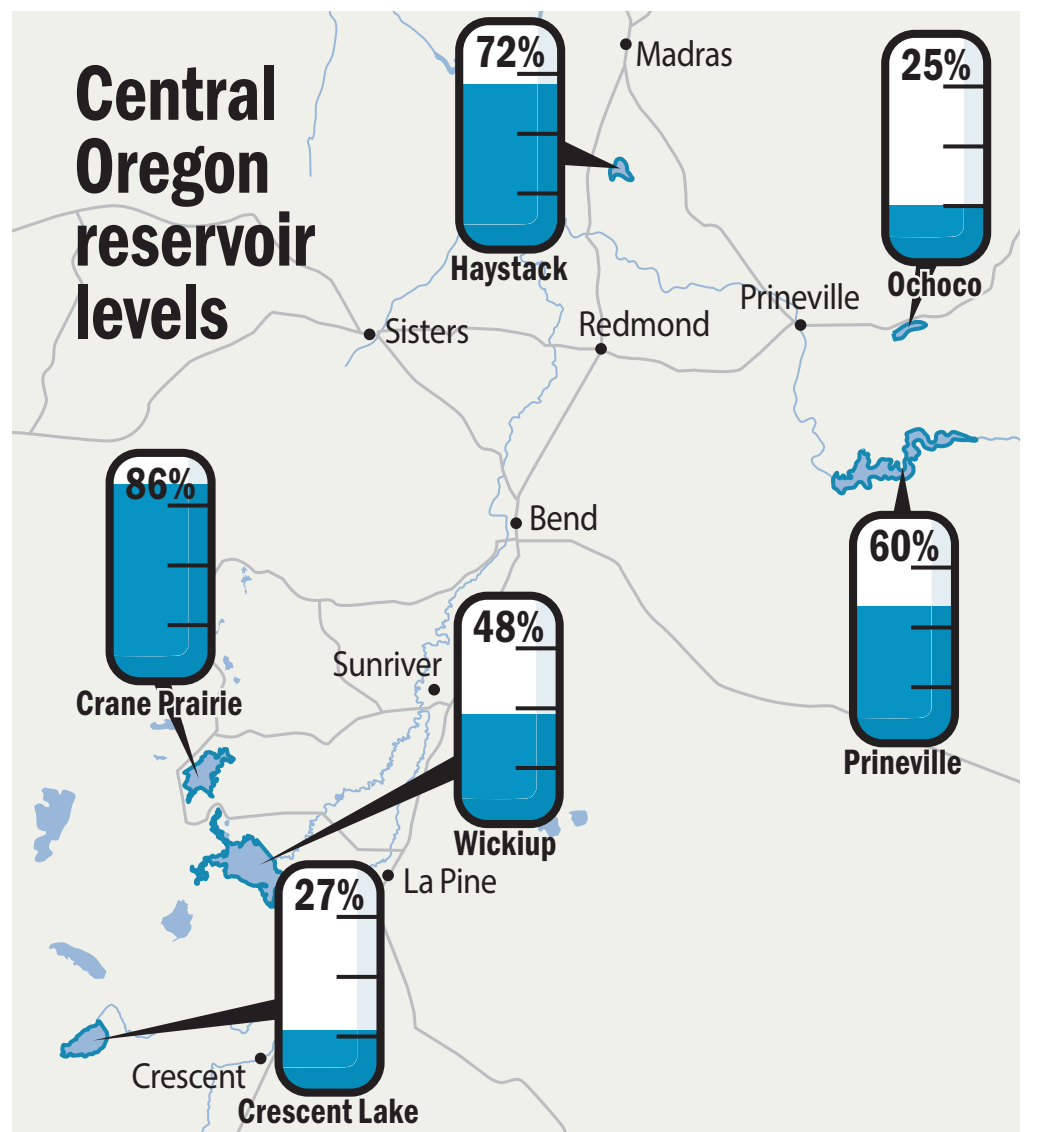 Central
Oregon
reservoir
levels
72%
Haystack
Madras
25%
Ochoco
Prineville
Sisters
Redmond
86%
Crane Prairie
Bend
60%
Prineville
48%
Wickiup
Sunriver
27%
Crescent Lake
La Pine
Crescent